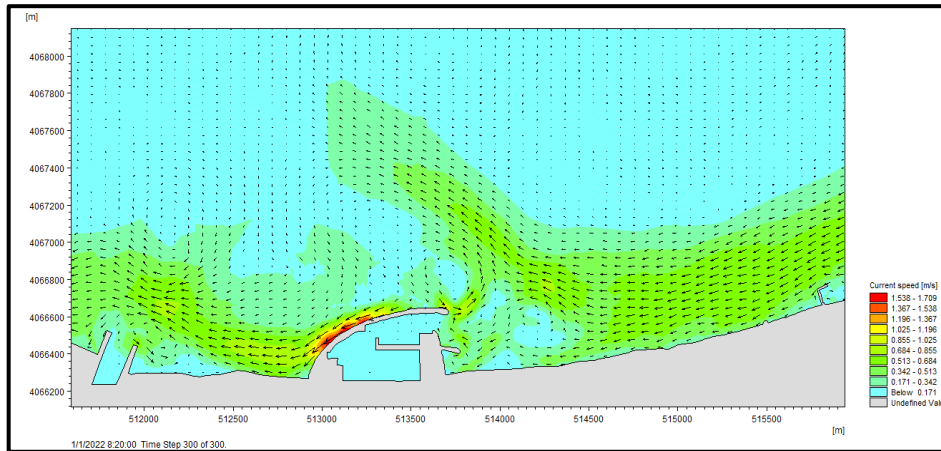 [m]
4068000
4067800
4067600
4067400
4067200
4067000
4066800
4066600
4066400
4066200
512000 512500 513000 513500 514000 514500 515000 515500
[m]
1/1/2022 8:20:00 Time Step 300 of 300.
Current speed [m/s]
1.538 - 1.709
1.367 - 1.538
1.196 - 1.367
1.025 - 1.196
0.855 - 1.025
0.684 - 0.855
0.513 - 0.684
0.342 - 0.513
0.171 - 0.342
Below 0.171
Undefined Val